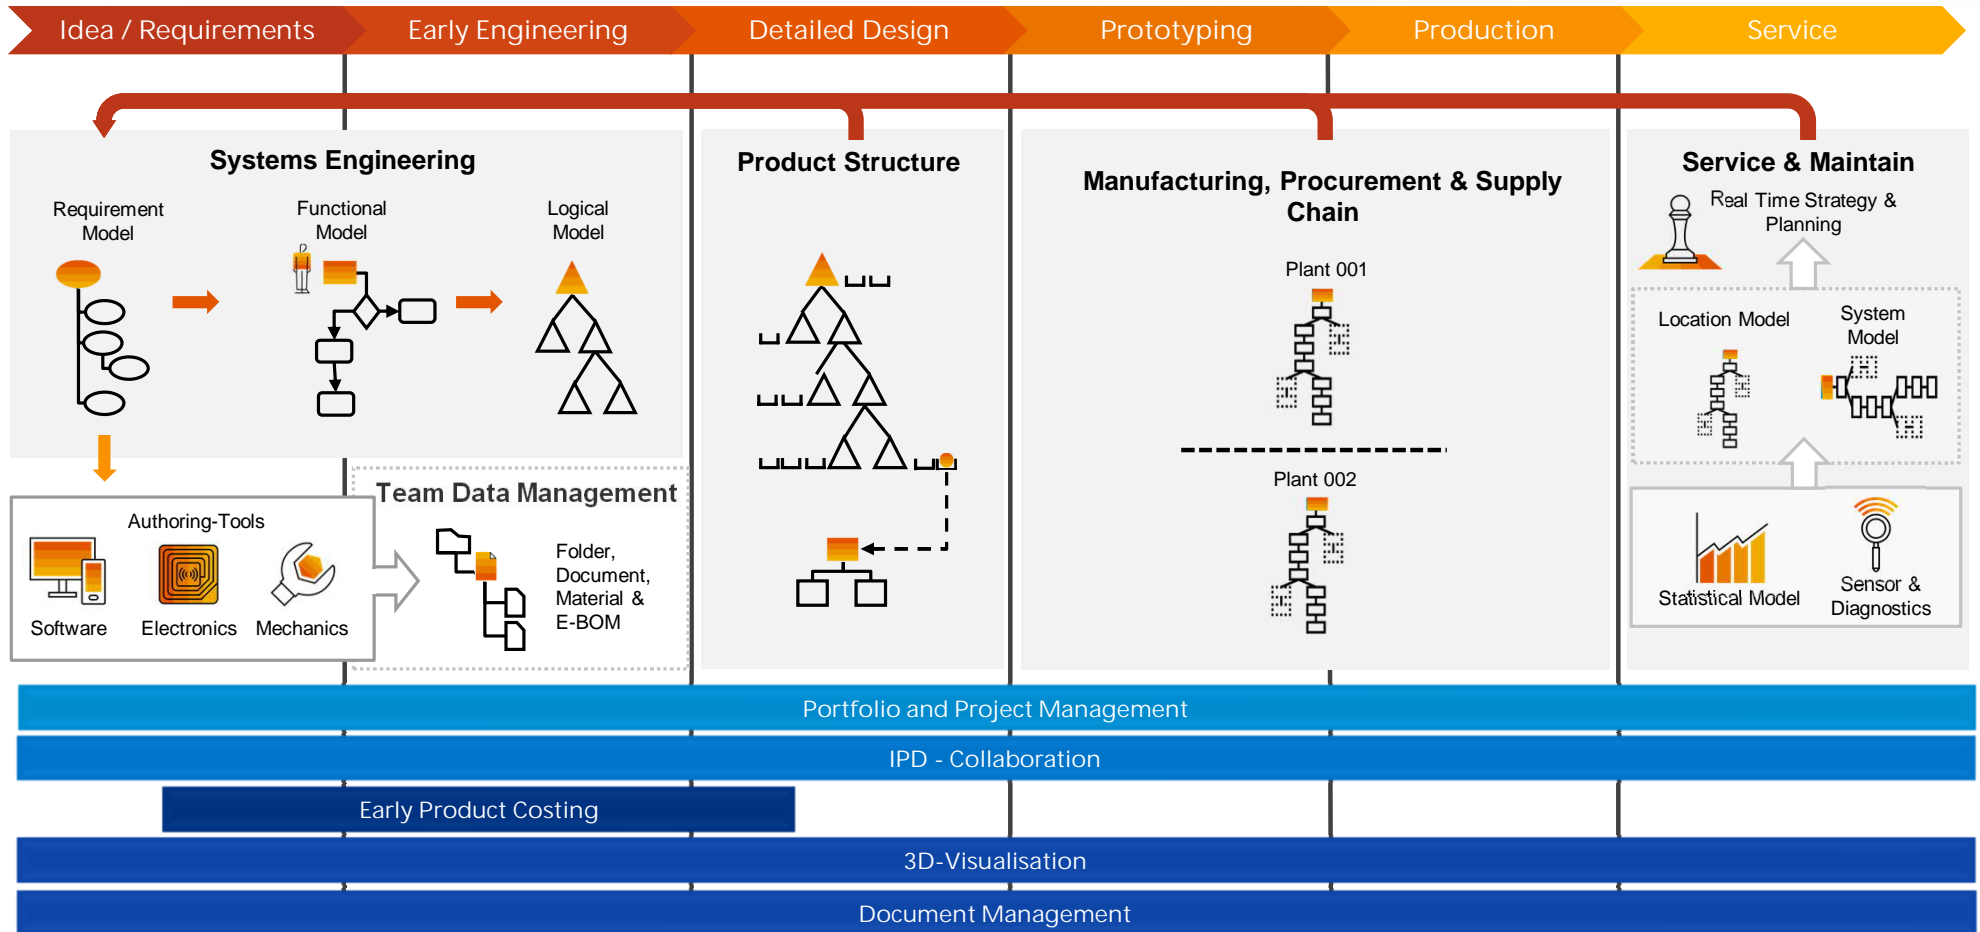 Idea / Requirements
Early Engineering
Detailed Design
Prototyping
Production
Service
Systems Engineering
Requirement
Model
Functional
Model
Logical
Model
Authoring-Tools
Software
Electronics
Mechanics
Team Data Management
Folder,
Document,
Material &
E-BOM
Product Structure
Manufacturing, Procurement & Supply
Chain
Plant 001
Plant 002
Service & Maintain
Real Time Strategy &
Planning
Location Model
System
Model
Statistical Model
Sensor &
Diagnostics
Portfolio and Project Management
IPD - Collaboration
Early Product Costing
3D-Visualisation
Document Management